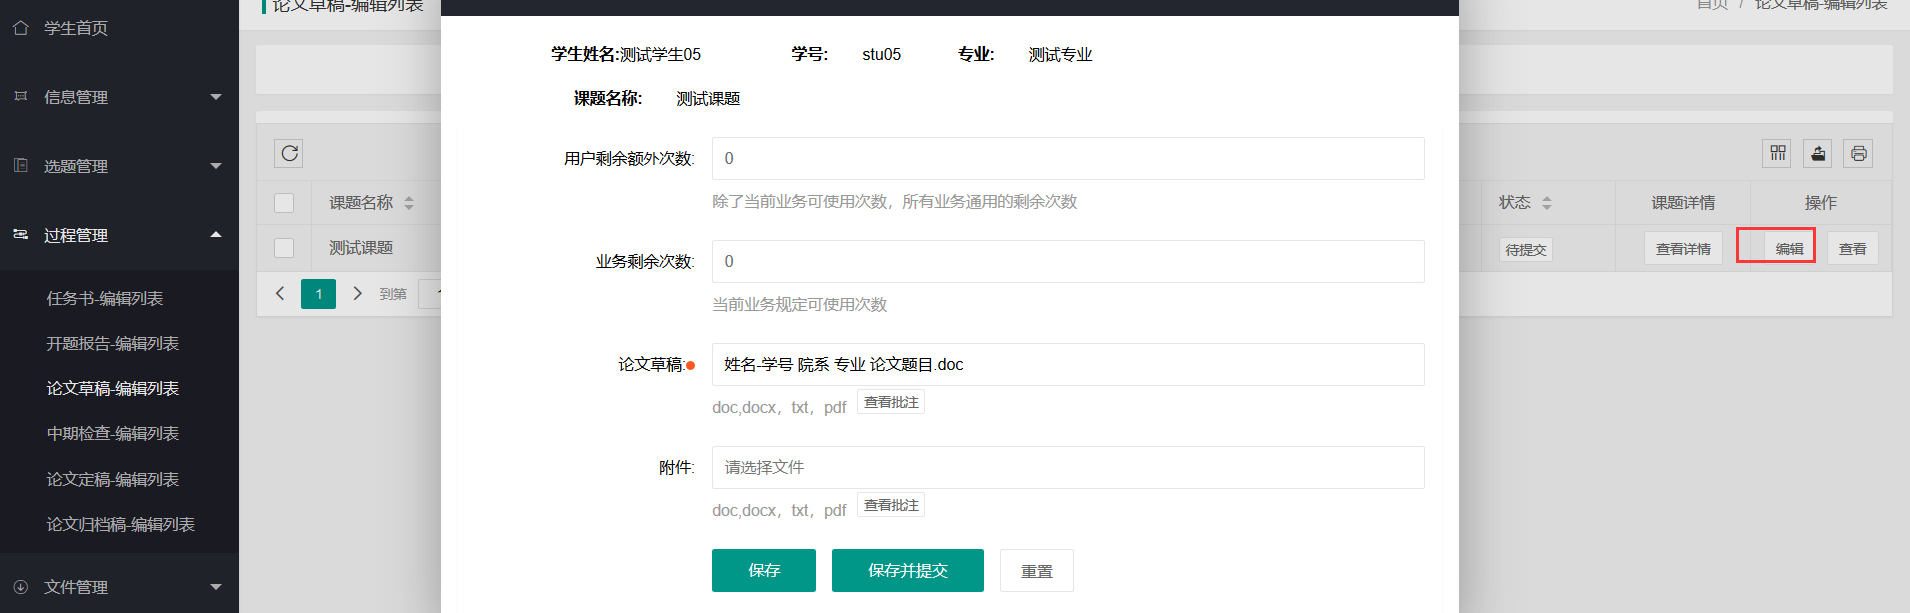 论文草稿-编辑列表
首页 / 论文草稿-编辑列表
学生首页
信息管理
选题管理
过程管理
任务书-编辑列表
开题报告-编辑列表
论文草稿-编辑列表
中期检查-编辑列表
论文定稿-编辑列表
论文归档稿-编辑列表
文件管理
课题名称
测试课题
1 到第
学生姓名:测试学生05 学号: stu05 专业: 测试专业
课题名称: 测试课题
用户剩余额外次数: 0
除了当前业务可使用次数，所有业务通用的剩余次数
业务剩余次数: 0
当前业务规定可使用次数
论文草稿: 姓名-学号 院系 专业 论文题目.doc
doc,docx，txt，pdf 查看批注
附件: 请选择文件
doc,docx，txt，pdf 查看批注
保存 保存并提交 重置
状态 课题详情 操作
待提交 查看详情 编辑 查看